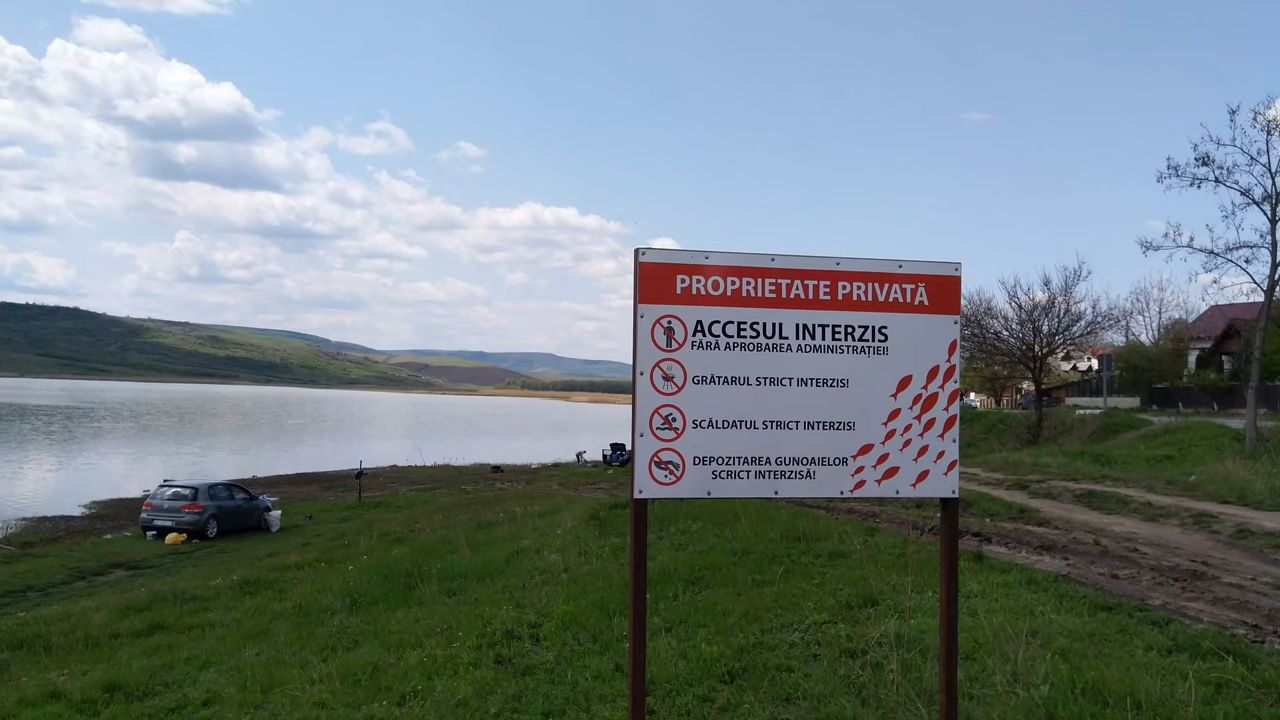 PROPRIETATE PRIVATĂ
ACCESUL INTERZIS
FĂRĂ APROBAREA ADMINISTRAȚIEI!
GRĂTARUL STRICT INTERZIS!
SCĂLDATUL STRICT INTERZIS!
DEPOZITAREA GUNOAIELOR
SCRICT INTERZISĂ!